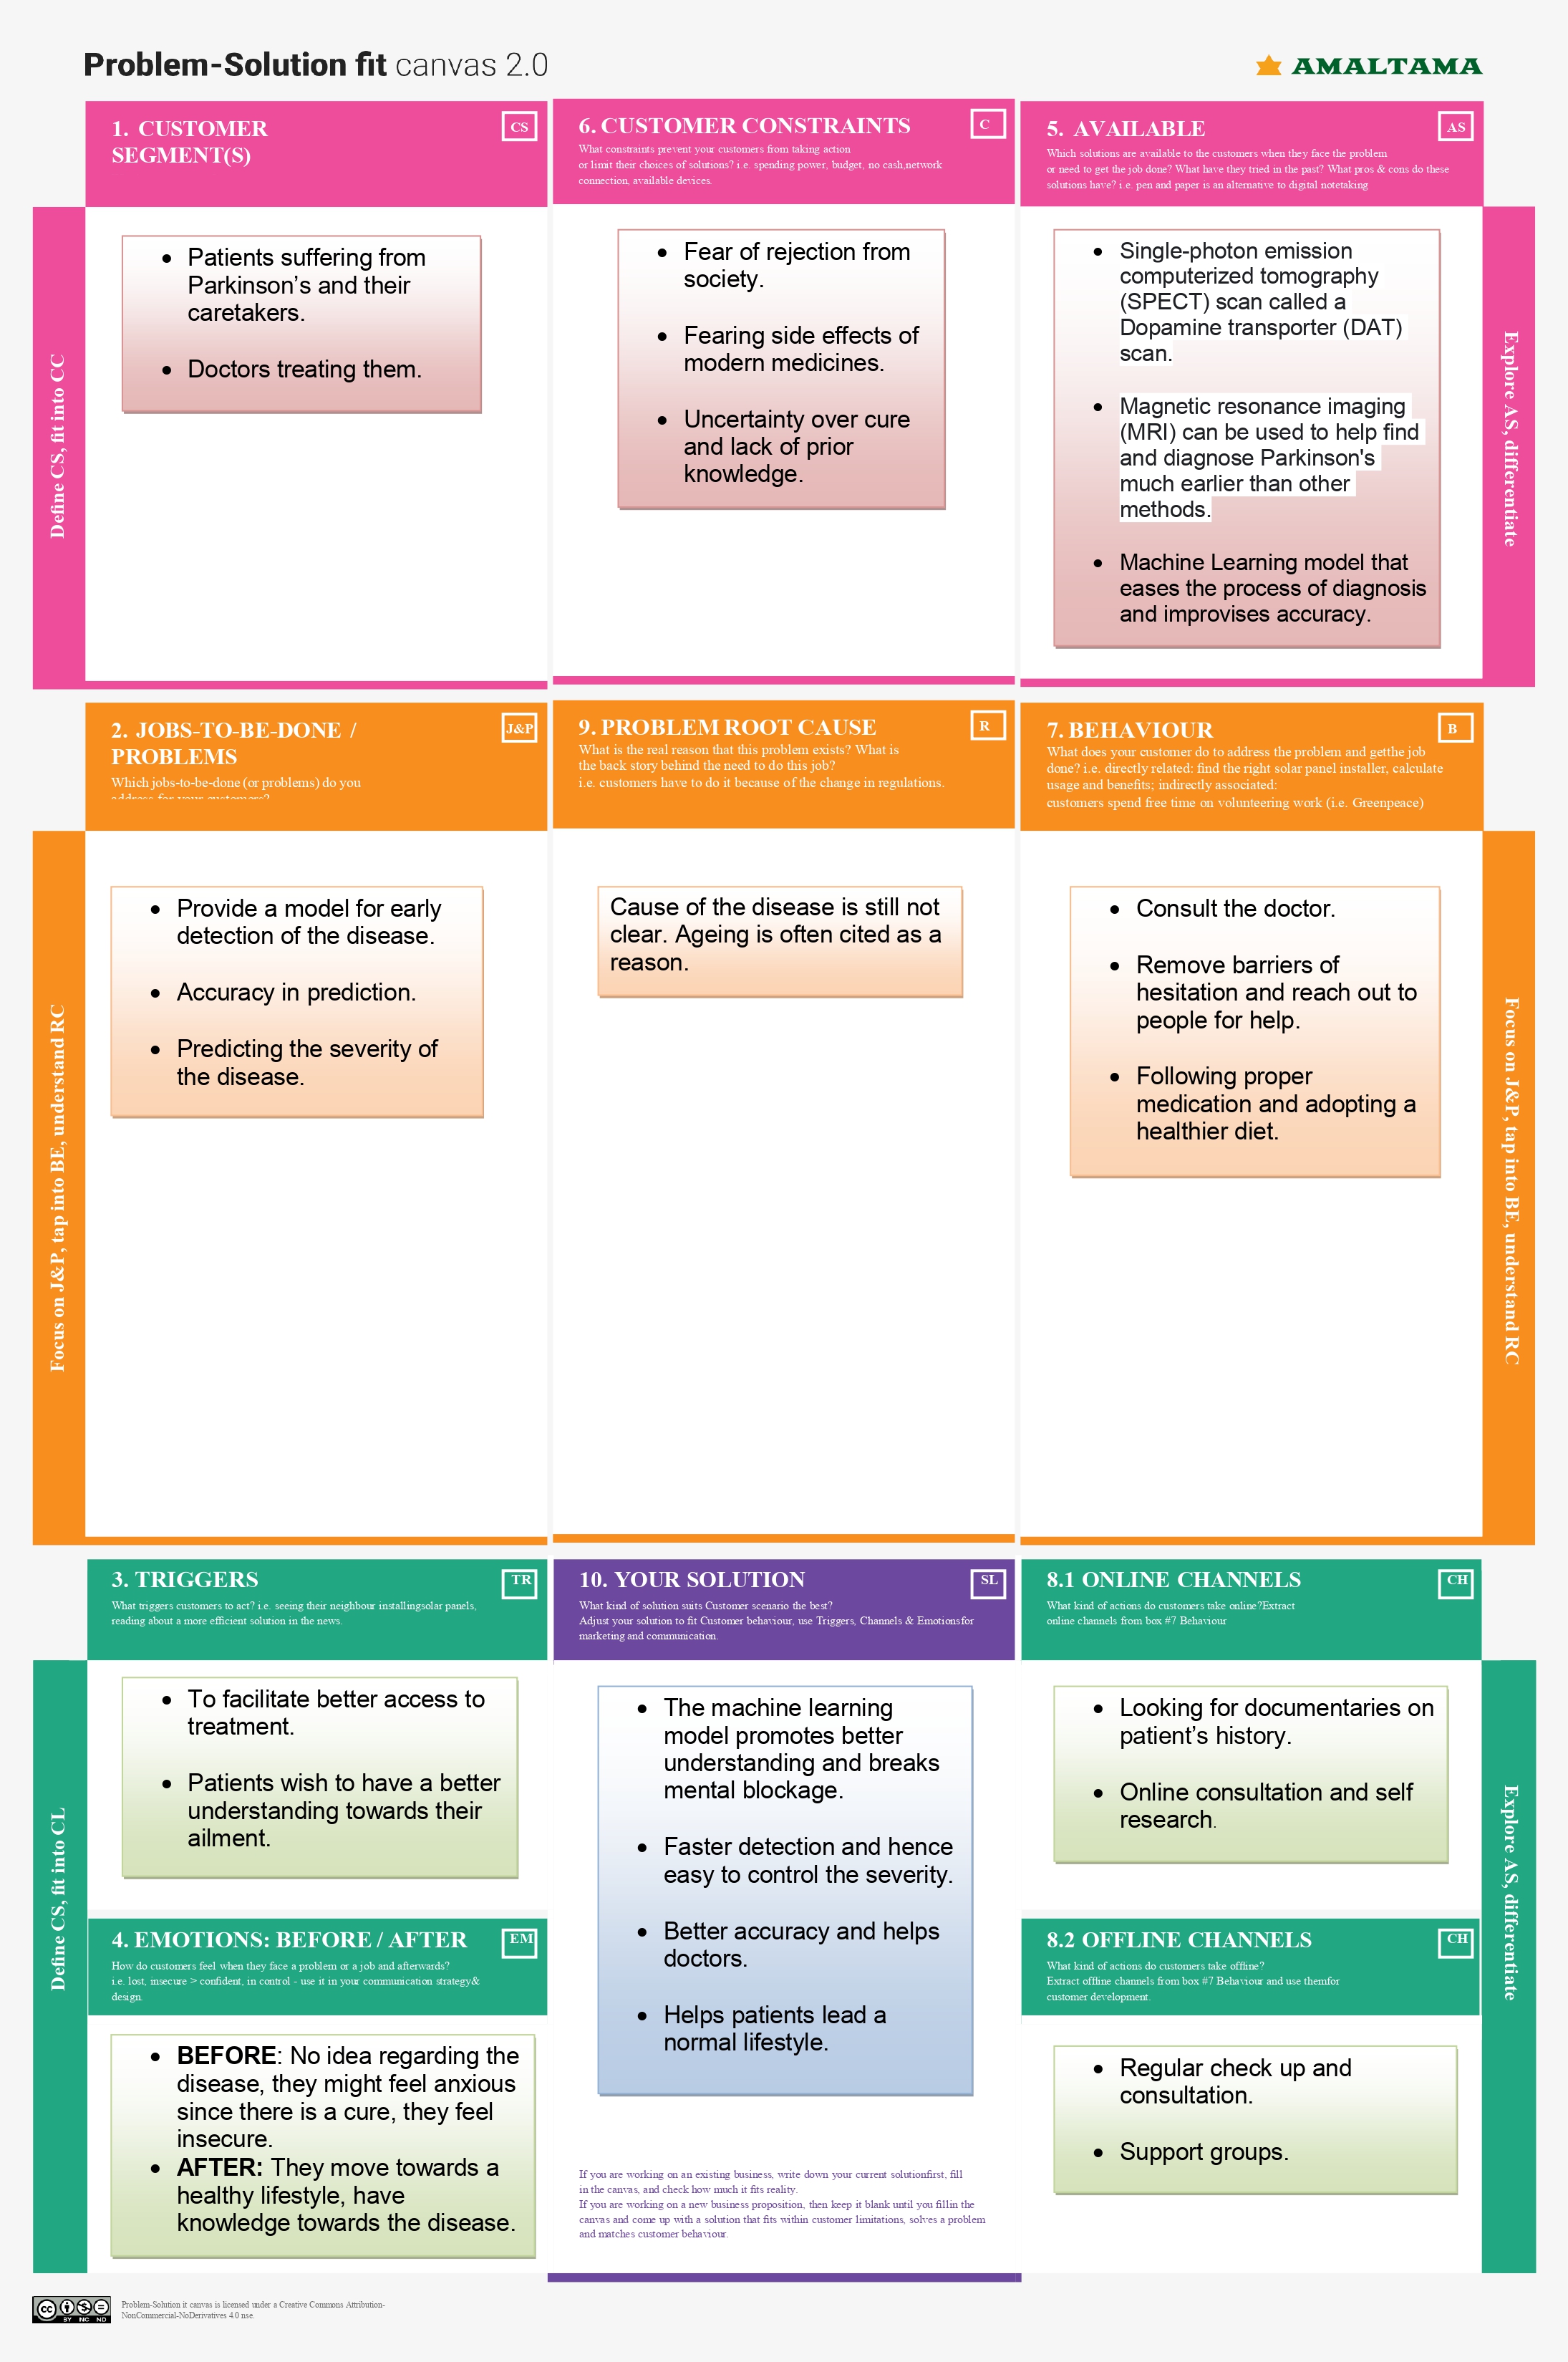 Problem-Solution fit canvas 2.0
AMALTAMA
1. CUSTOMER
SEGMENT(S)
CS
Define CS, fit into CC
• Patients suffering from
Parkinson's and their
caretakers.
• Doctors treating them.
6. CUSTOMER CONSTRAINTS
C
What constraints prevent your customers from taking action
or limit their choices of solutions? i.e. spending power, budget, no cash,network
connection, available devices.
• Fear of rejection from
society.
• Fearing side effects of
modern medicines.
• Uncertainty over cure
and lack of prior
knowledge.
5. AVAILABLE
AS
Which solutions are available to the customers when they face the problem
or need to get the job done? What have they tried in the past? What pros & cons do these
solutions have? i.e. pen and paper is an alternative to digital notetaking
• Single-photon emission
computerized tomography
(SPECT) scan called a
Dopamine transporter (DAT)
scan.
• Magnetic resonance imaging
(MRI) can be used to help find
and diagnose Parkinson's
much earlier than other
methods.
• Machine Learning model that
eases the process of diagnosis
and improvises accuracy.
Explore AS, differentiate
2. JOBS-TO-BE-DONE /
PROBLEMS
J&P
Which jobs-to-be-done (or problems) do you
address for your customers?
Focus on J&P, tap into BE, understand RC
• Provide a model for early
detection of the disease.
• Accuracy in prediction.
• Predicting the severity of
the disease.
9. PROBLEM ROOT CAUSE
R
What is the real reason that this problem exists? What is
the back story behind the need to do this job?
i.e. customers have to do it because of the change in regulations.
Cause of the disease is still not
clear. Ageing is often cited as a
reason.
7. BEHAVIOUR
B
What does your customer do to address the problem and getthe job
done? i.e. directly related: find the right solar panel installer, calculate
usage and benefits; indirectly associated:
customers spend free time on volunteering work (i.e. Greenpeace)
• Consult the doctor.
• Remove barriers of
hesitation and reach out to
people for help.
• Following proper
medication and adopting a
healthier diet.
Focus on J&P, tap into BE, understand RC
3. TRIGGERS
TR
What triggers customers to act? i.e. seeing their neighbour installingsolar panels,
reading about a more efficient solution in the news.
Define CS, fit into CL
• To facilitate better access to
treatment.
• Patients wish to have a better
understanding towards their
ailment.
4. EMOTIONS: BEFORE / AFTER
EM
How do customers feel when they face a problem or a job and afterwards?
i.e. lost, insecure > confident, in control - use it in your communication strategy&
design.
• BEFORE: No idea regarding the
disease, they might feel anxious
since there is a cure, they feel
insecure.
• AFTER: They move towards a
healthy lifestyle, have
knowledge towards the disease.
10. YOUR SOLUTION
SL
What kind of solution suits Customer scenario the best?
Adjust your solution to fit Customer behaviour, use Triggers, Channels & Emotionsfor
marketing and communication.
• The machine learning
model promotes better
understanding and breaks
mental blockage.
• Faster detection and hence
easy to control the severity.
• Better accuracy and helps
doctors.
• Helps patients lead a
normal lifestyle.
If you are working on an existing business, write down your current solutionfirst, fill
in the canvas, and check how much it fits reality.
If you are working on a new business proposition, then keep it blank until you fillin the
canvas and come up with a solution that fits within customer limitations, solves a problem
and matches customer behaviour.
8.1 ONLINE CHANNELS
CH
What kind of actions do customers take online?Extract
online channels from box #7 Behaviour
• Looking for documentaries on
patient's history.
• Online consultation and self
research.
8.2 OFFLINE CHANNELS
CH
What kind of actions do customers take offline?
Extract offline channels from box #7 Behaviour and use themfor
customer development.
• Regular check up and
consultation.
• Support groups.
Explore AS, differentiate
cc
BY NC ND
Problem-Solution it canvas is licensed under a Creative Commons Attribution-
NonCommercial-NoDerivatives 4.0 nse.